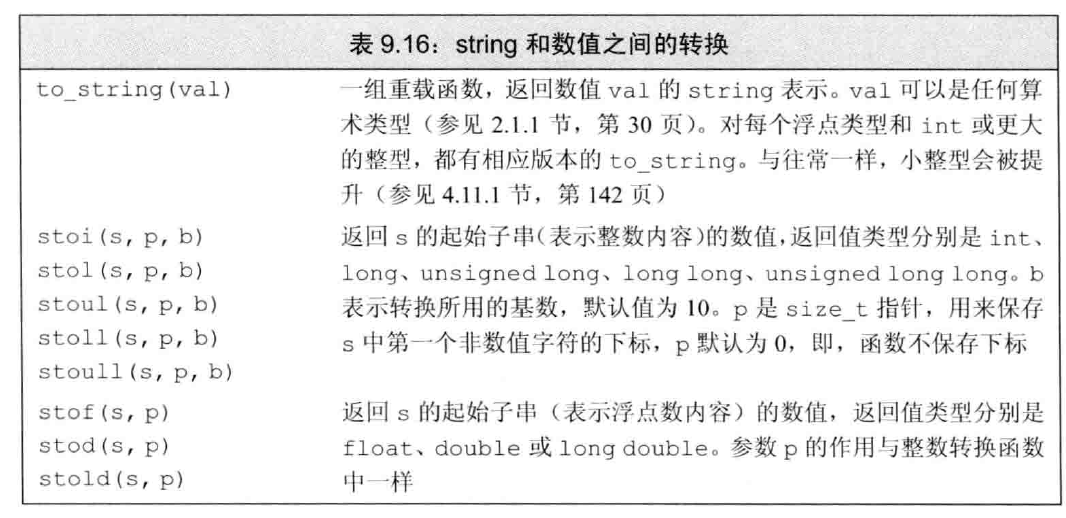 表 9.16：string 和数值之间的转换
to_string(val) 一组重载函数，返回数值 val 的 string 表示。val 可以是任何算
术类型（参见 2.1.1 节，第 30 页）。对每个浮点类型和 int 或更大
的整型，都有相应版本的 to_string。与往常一样，小整型会被提
升（参见 4.11.1 节，第 142 页）
stoi(s, p, b) 返回 s 的起始子串（表示整数内容）的数值，返回值类型分别是 int、
stol(s, p, b) long、unsigned long、long long、unsigned long long。b
stoul(s, p, b) 表示转换所用的基数，默认值为 10。p 是 size_t 指针，用来保存
stoll(s, p, b) s 中第一个非数值字符的下标，p 默认为 0，即，函数不保存下标
stoull(s, p, b)
stof(s, p) 返回 s 的起始子串（表示浮点数内容）的数值，返回值类型分别是
stod(s, p) float、double 或 long double。参数 p 的作用与整数转换函数
stold(s, p) 中一样